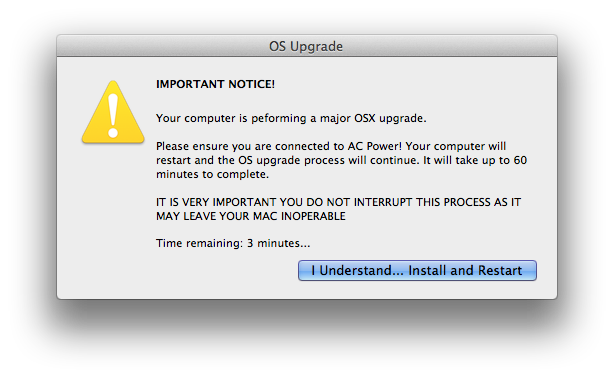 OS Upgrade
IMPORTANT NOTICE!
Your computer is peforming a major OSX upgrade.
Please ensure you are connected to AC Power! Your computer will
restart and the OS upgrade process will continue. It will take up to 60
minutes to complete.
IT IS VERY IMPORTANT YOU DO NOT INTERRUPT THIS PROCESS AS IT
MAY LEAVE YOUR MAC INOPERABLE
Time remaining: 3 minutes...
I Understand... Install and Restart